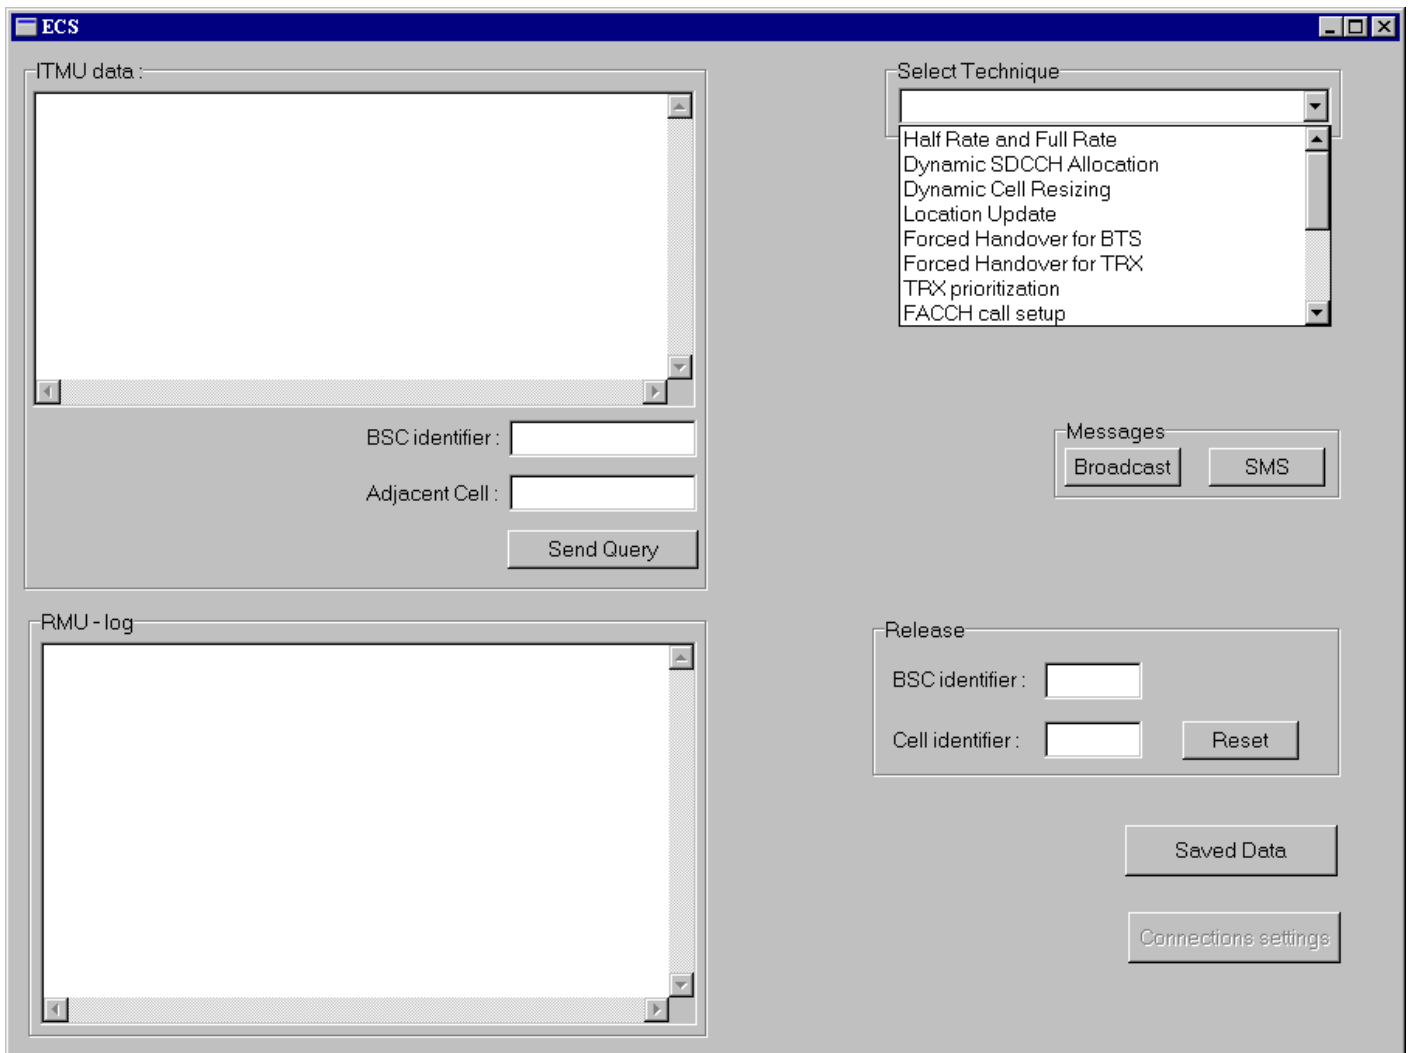 ECS
ITMU data :
BSC identifier :
Adjacent Cell :
Send Query
RMU - log
Select Technique
Half Rate and Full Rate
Dynamic SDCCH Allocation
Dynamic Cell Resizing
Location Update
Forced Handover for BTS
Forced Handover for TRX
TRX prioritization
FACCH call setup
Messages
Broadcast
SMS
Release
BSC identifier :
Cell identifier :
Reset
Saved Data
Connections settings